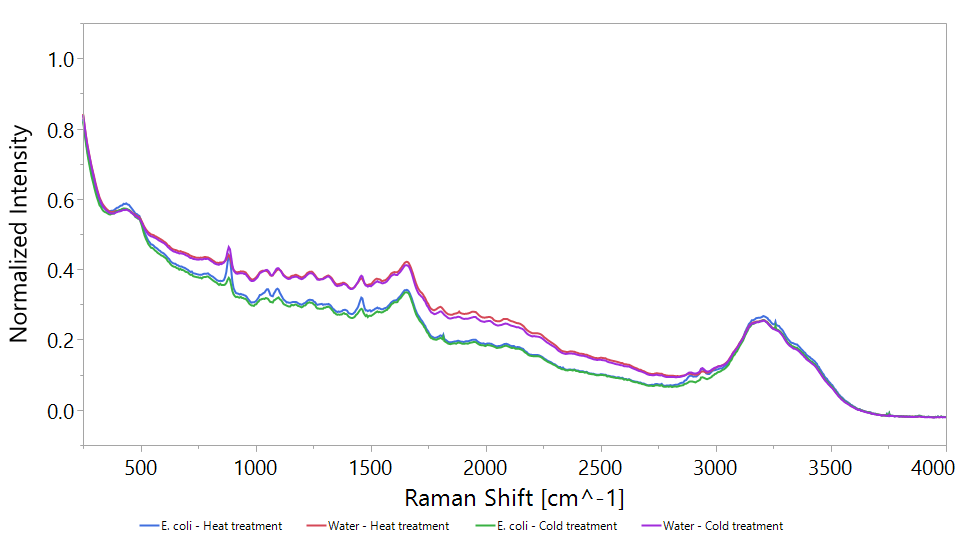 Normalized Intensity
1.0
0.8
0.6
0.4
0.2
0.0
500 1000 1500 2000 2500 3000 3500 4000
Raman Shift [cm^-1]
E. coli - Heat treatment Water - Heat treatment E. coli - Cold treatment Water - Cold treatment